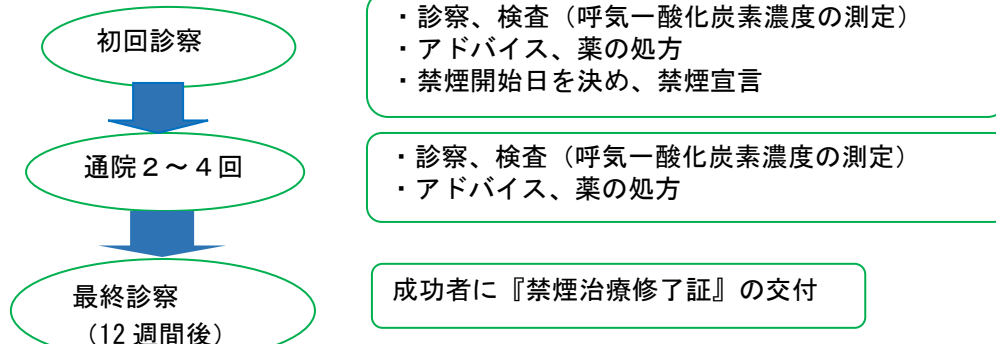 初回診察
・診察、検査（呼気一酸化炭素濃度の測定）
・アドバイス、薬の処方
・禁煙開始日を決め、禁煙宣言
通院２～４回
・診察、検査（呼気一酸化炭素濃度の測定）
・アドバイス、薬の処方
最終診察
（12 週間後）
成功者に『禁煙治療修了証』の交付